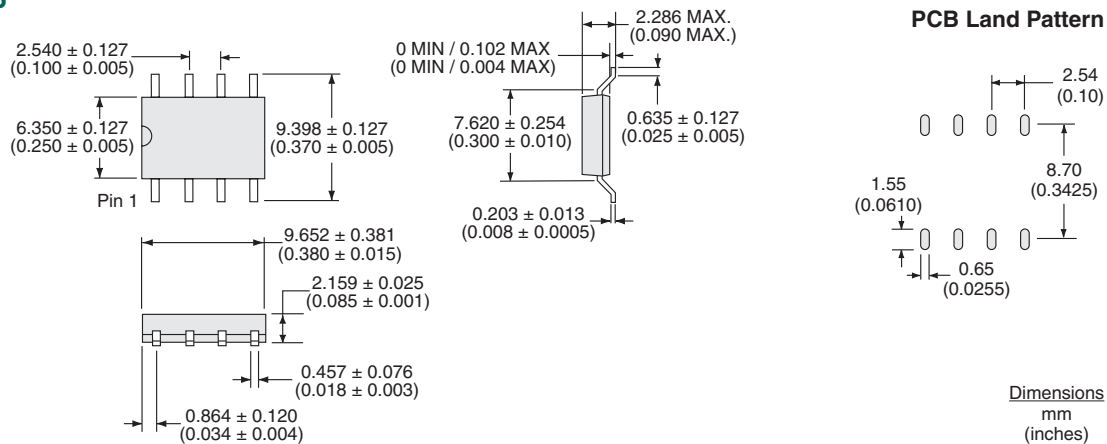 2.540 ± 0.127
(0.100 ± 0.005)
6.350 ± 0.127
(0.250 ± 0.005)
9.398 ± 0.127
(0.370 ± 0.005)
Pin 1
9.652 ± 0.381
(0.380 ± 0.015)
2.159 ± 0.025
(0.085 ± 0.001)
0.457 ± 0.076
(0.018 ± 0.003)
0.864 ± 0.120
(0.034 ± 0.004)
2.286 MAX.
(0.090 MAX.)
0 MIN / 0.102 MAX
(0 MIN / 0.004 MAX)
7.620 ± 0.254
(0.300 ± 0.010)
0.635 ± 0.127
(0.025 ± 0.005)
0.203 ± 0.013
(0.008 ± 0.0005)
PCB Land Pattern
2.54
(0.10)
8.70
(0.3425)
1.55
(0.0610)
0.65
(0.0255)
Dimensions
mm
(inches)